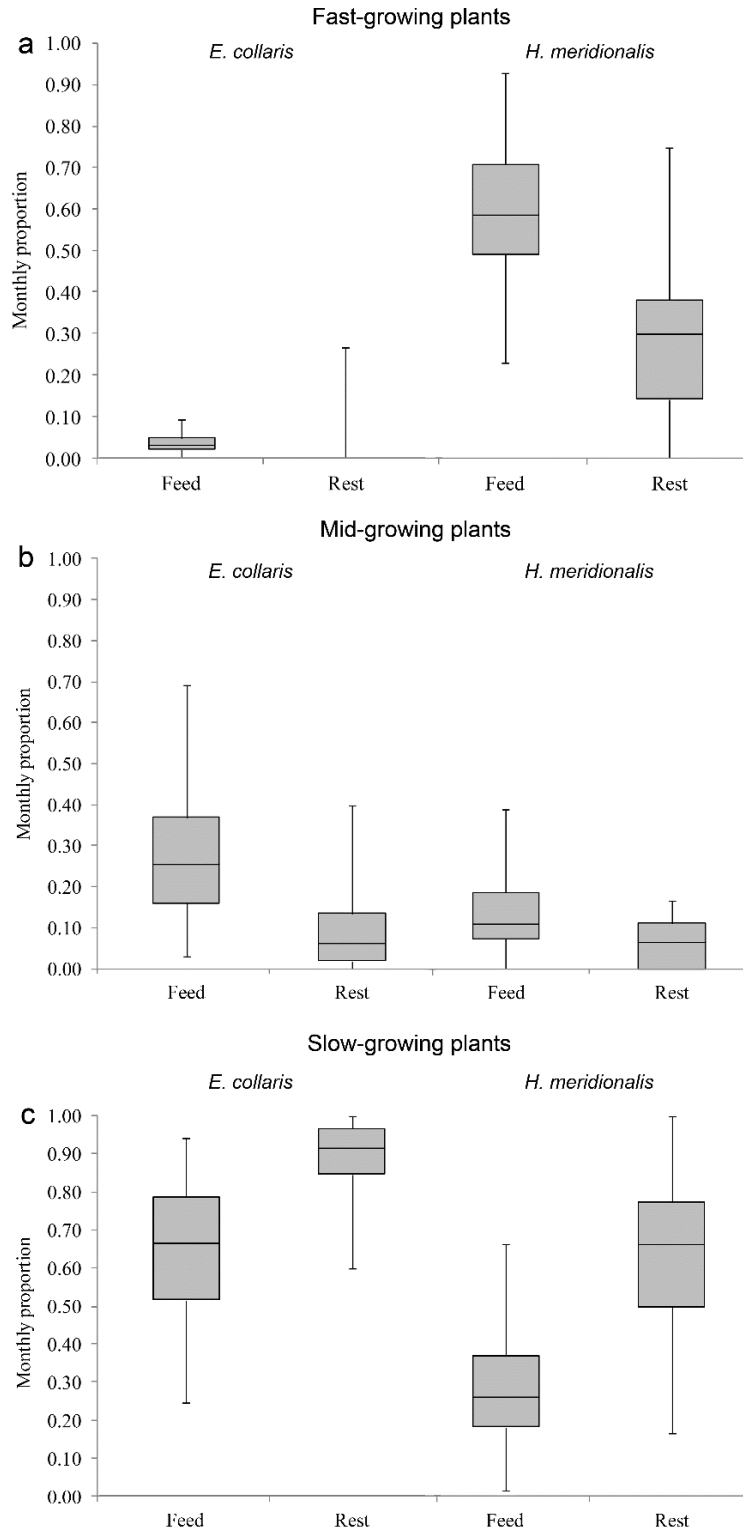 Fast-growing plants
a
E. collaris H. meridionalis
Monthly proportion
1.00
0.90
0.80
0.70
0.60
0.50
0.40
0.30
0.20
0.10
0.00
Feed Rest Feed Rest
Mid-growing plants
b
E. collaris H. meridionalis
Monthly proportion
1.00
0.90
0.80
0.70
0.60
0.50
0.40
0.30
0.20
0.10
0.00
Feed Rest Feed Rest
Slow-growing plants
E. collaris H. meridionalis
c
Monthly proportion
1.00
0.90
0.80
0.70
0.60
0.50
0.40
0.30
0.20
0.10
0.00
Feed Rest Feed Rest